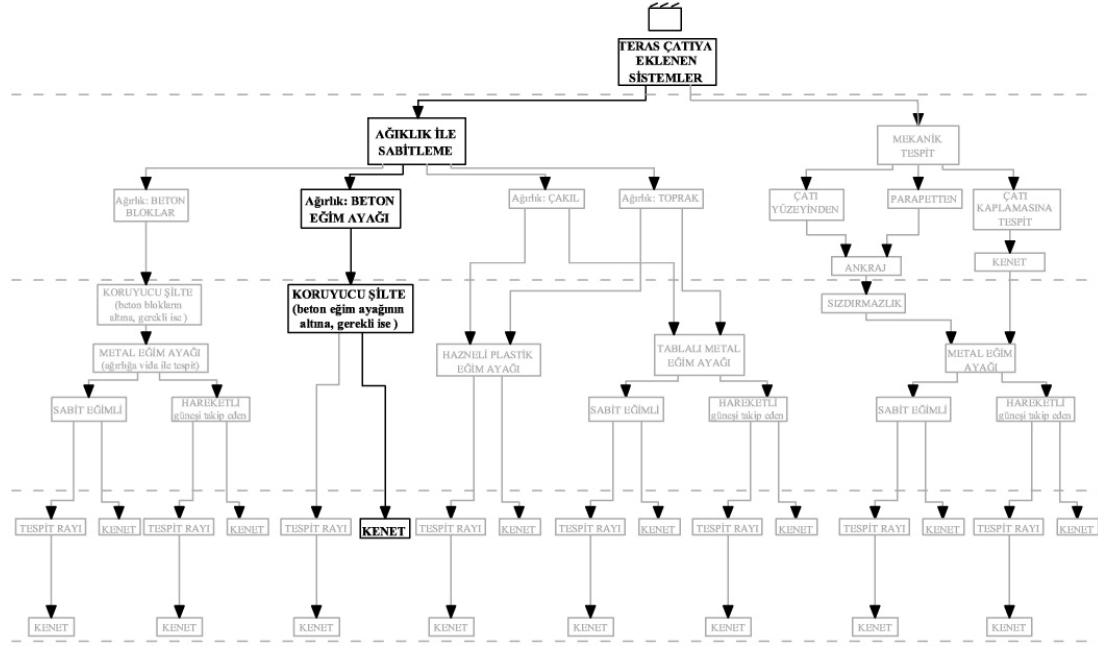 TERAS ÇATIYA
EKLENEN
SİSTEMLER
AĞIKLIK İLE
SABİTLEME
MEKANİK
TESPİT
Ağırlık: BETON
BLOKLAR
Ağırlık: BETON
EĞİM AYAĞI
Ağırlık: ÇAKIL
Ağırlık: TOPRAK
ÇATI
YÜZEYİNDEN
PARAPETTEN
ÇATI
KAPLAMASINA
TESPİT
ANKRAJ
KENET
KORUYUCU ŞİLTE
(beton blokların
altına, gerekli ise )
KORUYUCU ŞİLTE
(beton eğim ayağının
altına, gerekli ise )
SIZDIRMAZLIK
METAL EĞİM AYAĞI
(ağırlığa vida ile tespit)
HAZNELİ PLASTİK
EĞİM AYAĞI
TABLALI METAL
EĞİM AYAĞI
METAL EĞİM
AYAĞI
SABİT EĞİMLİ
HAREKETLİ
güneşi takip eden
SABİT EĞİMLİ
HAREKETLİ
güneşi takip eden
SABİT EĞİMLİ
HAREKETLİ
güneşi takip eden
TESPİT RAYI
KENET
TESPİT RAYI
KENET
TESPİT RAYI
KENET
TESPİT RAYI
KENET
TESPİT RAYI
KENET
TESPİT RAYI
KENET
TESPİT RAYI
KENET
TESPİT RAYI
KENET
KENET
KENET
KENET
KENET
KENET
KENET
KENET
KENET